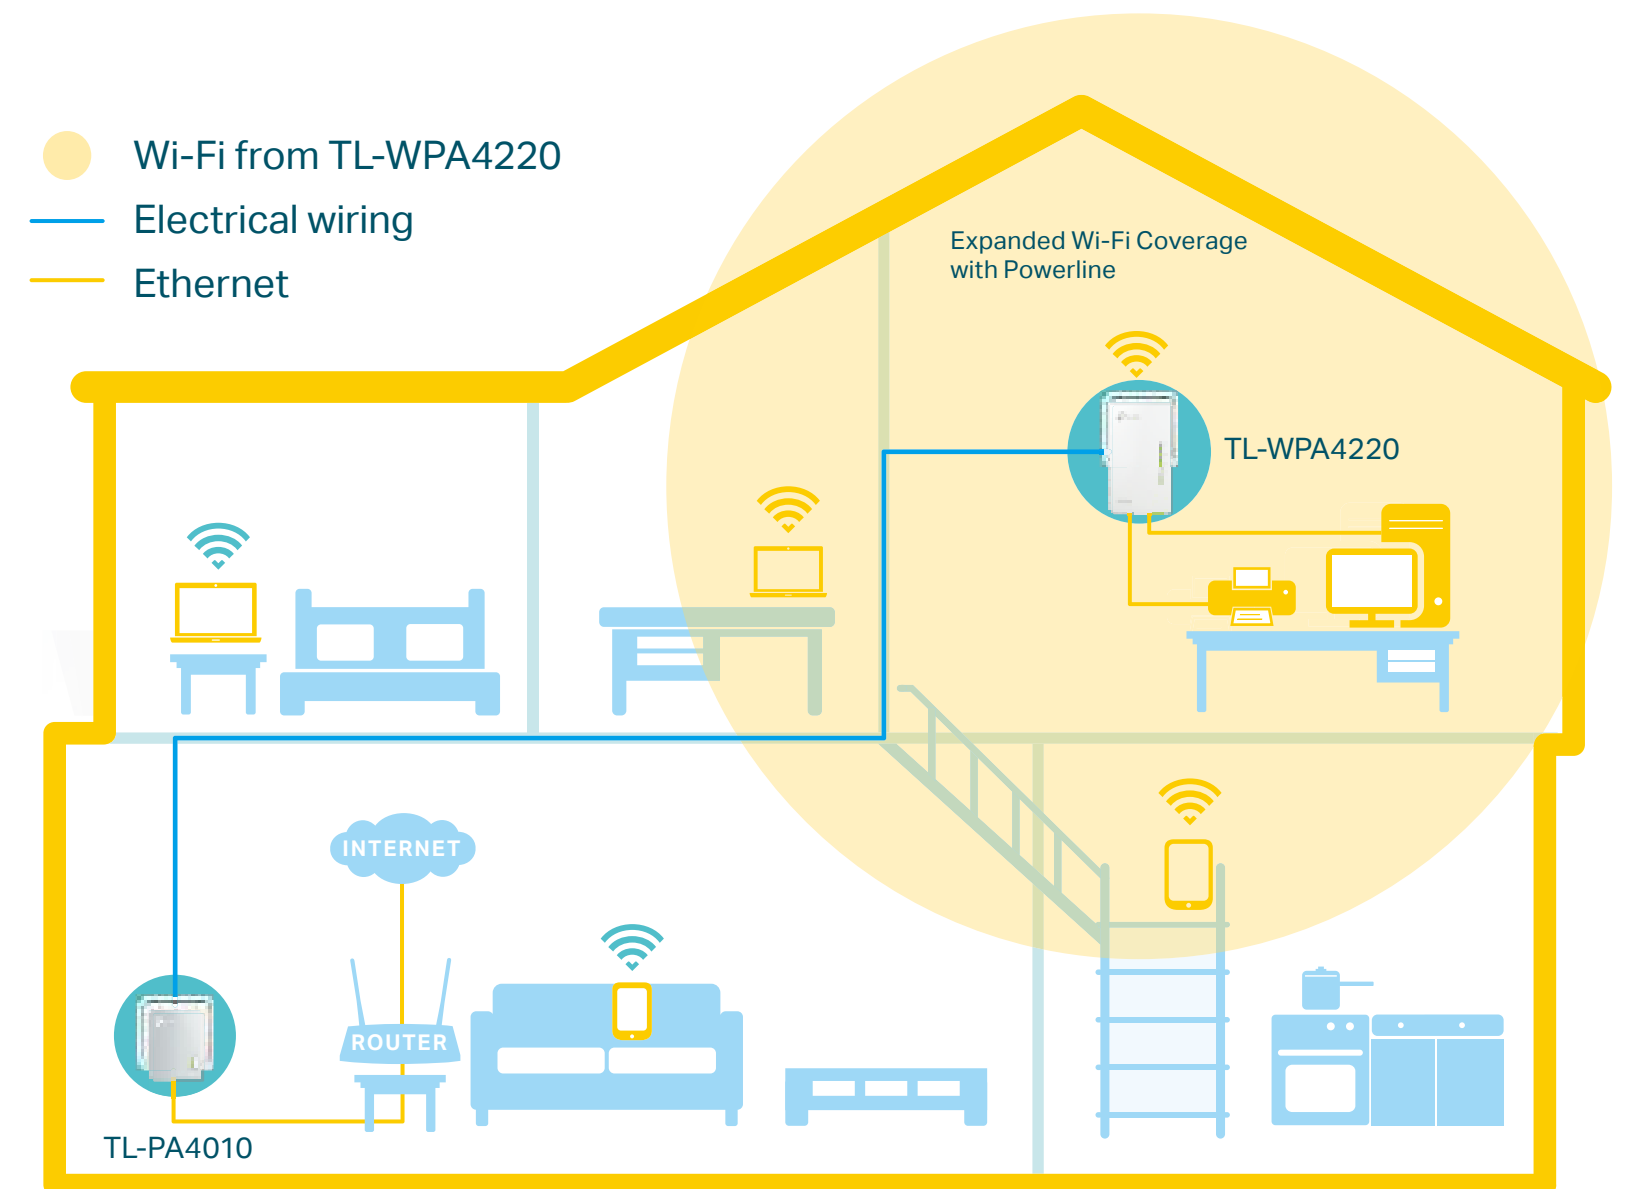 Wi-Fi from TL-WPA4220
Electrical wiring
Ethernet
Expanded Wi-Fi Coverage
with Powerline
TL-WPA4220
INTERNET
ROUTER
TL-PA4010